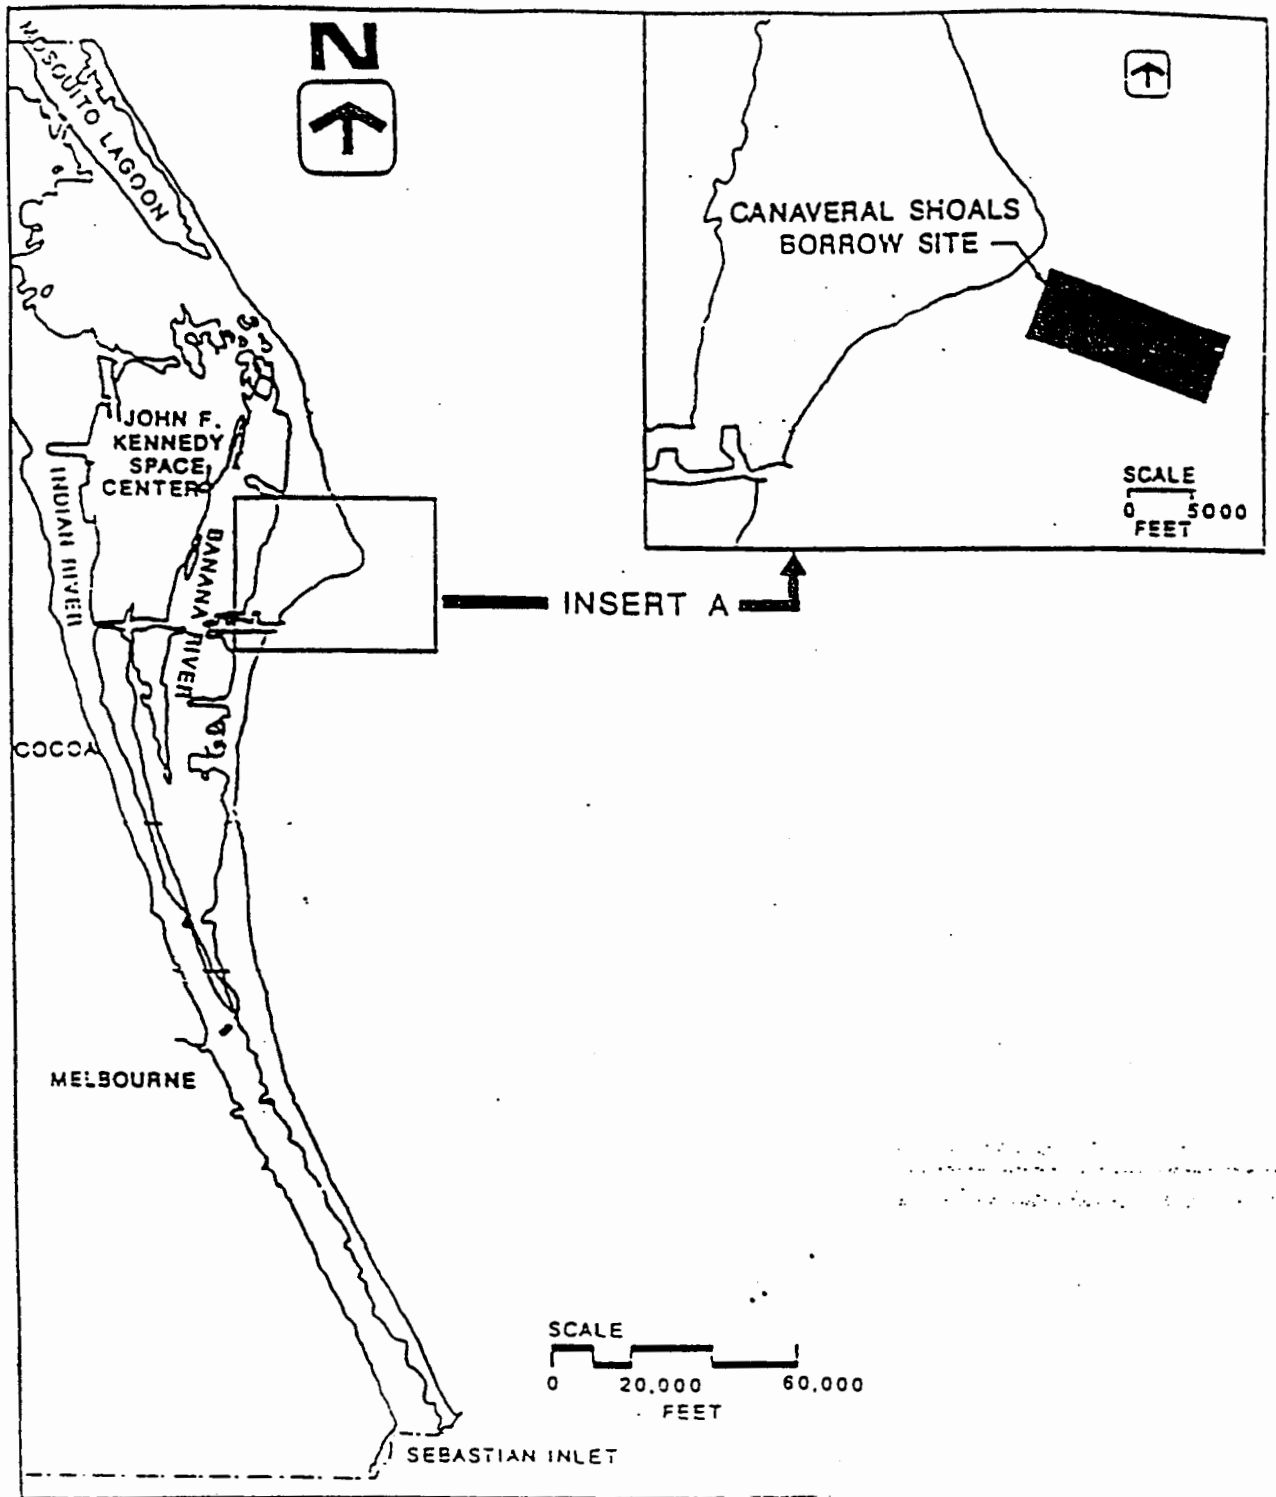 N
MOSQUITO LAGOON
CANAVERAL SHOALS
BORROW SITE
SCALE
0 5000
FEET
JOHN F.
KENNEDY
SPACE
CENTER
INDIAN RIVER
BANANA RIVER
INSERT A
COCOA
MELBOURNE
SCALE
0 20,000 60,000
FEET
SEBASTIAN INLET